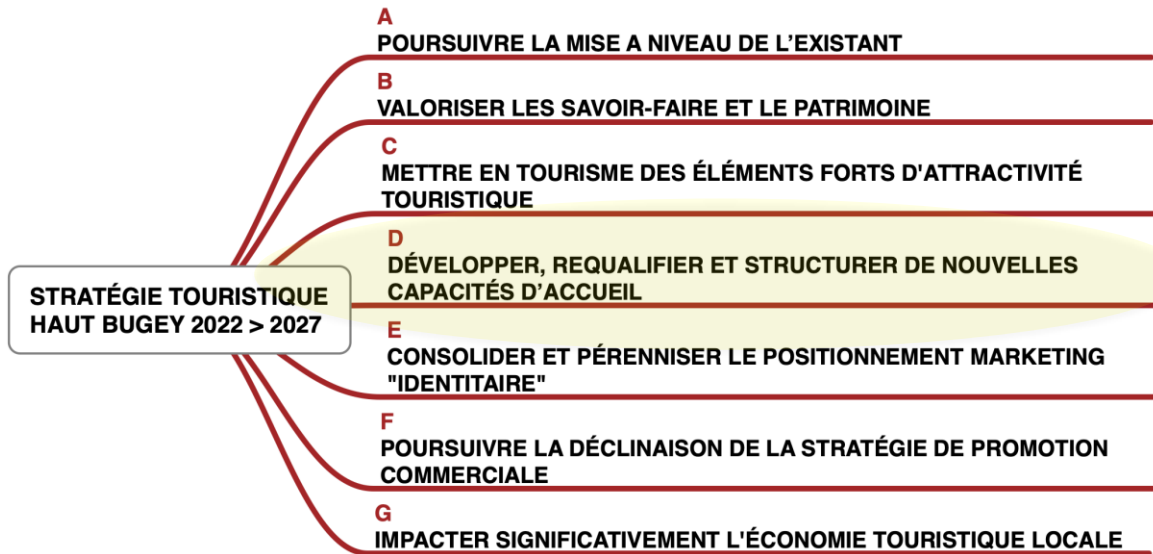 A
POURSUIVRE LA MISE A NIVEAU DE L’EXISTANT
B
VALORISER LES SAVOIR-FAIRE ET LE PATRIMOINE
C
METTRE EN TOURISME DES ÉLÉMENTS FORTS D'ATTRACTIVITÉ
TOURISTIQUE
D
DÉVELOPPER, REQUALIFIER ET STRUCTURER DE NOUVELLES
CAPACITÉS D’ACCUEIL
STRATÉGIE TOURISTIQUE
HAUT BUGEY 2022 > 2027
E
CONSOLIDER ET PÉRENNISER LE POSITIONNEMENT MARKETING
"IDENTITAIRE"
F
POURSUIVRE LA DÉCLINAISON DE LA STRATÉGIE DE PROMOTION
COMMERCIALE
G
IMPACTER SIGNIFICATIVEMENT L'ÉCONOMIE TOURISTIQUE LOCALE